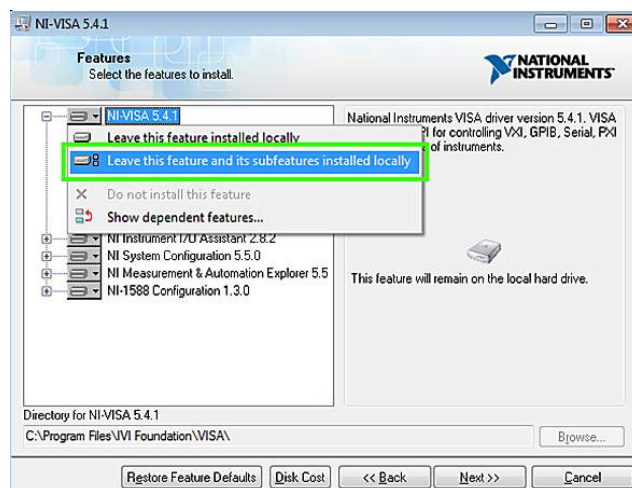 NI-VISA 5.4.1
Features
Select the features to install.
NATIONAL
INSTRUMENTS
NI-VISA 5.4.1
Leave this feature installed locally
Leave this feature and its subfeatures installed locally
Do not install this feature
Show dependent features...
NI Instrument I/O Assistant 2.8.2
NI System Configuration 5.5.0
NI Measurement & Automation Explorer 5.5
NI-1588 Configuration 1.3.0
National Instruments VISA driver version 5.4.1. VISA
for controlling VXI, GPIB, Serial, PXI
of instruments.
This feature will remain on the local hard drive.
Directory for NI-VISA 5.4.1
C:\Program Files\IVI Foundation\VISA\
Browse...
Restore Feature Defaults
Disk Cost
<< Back
Next >>
Cancel